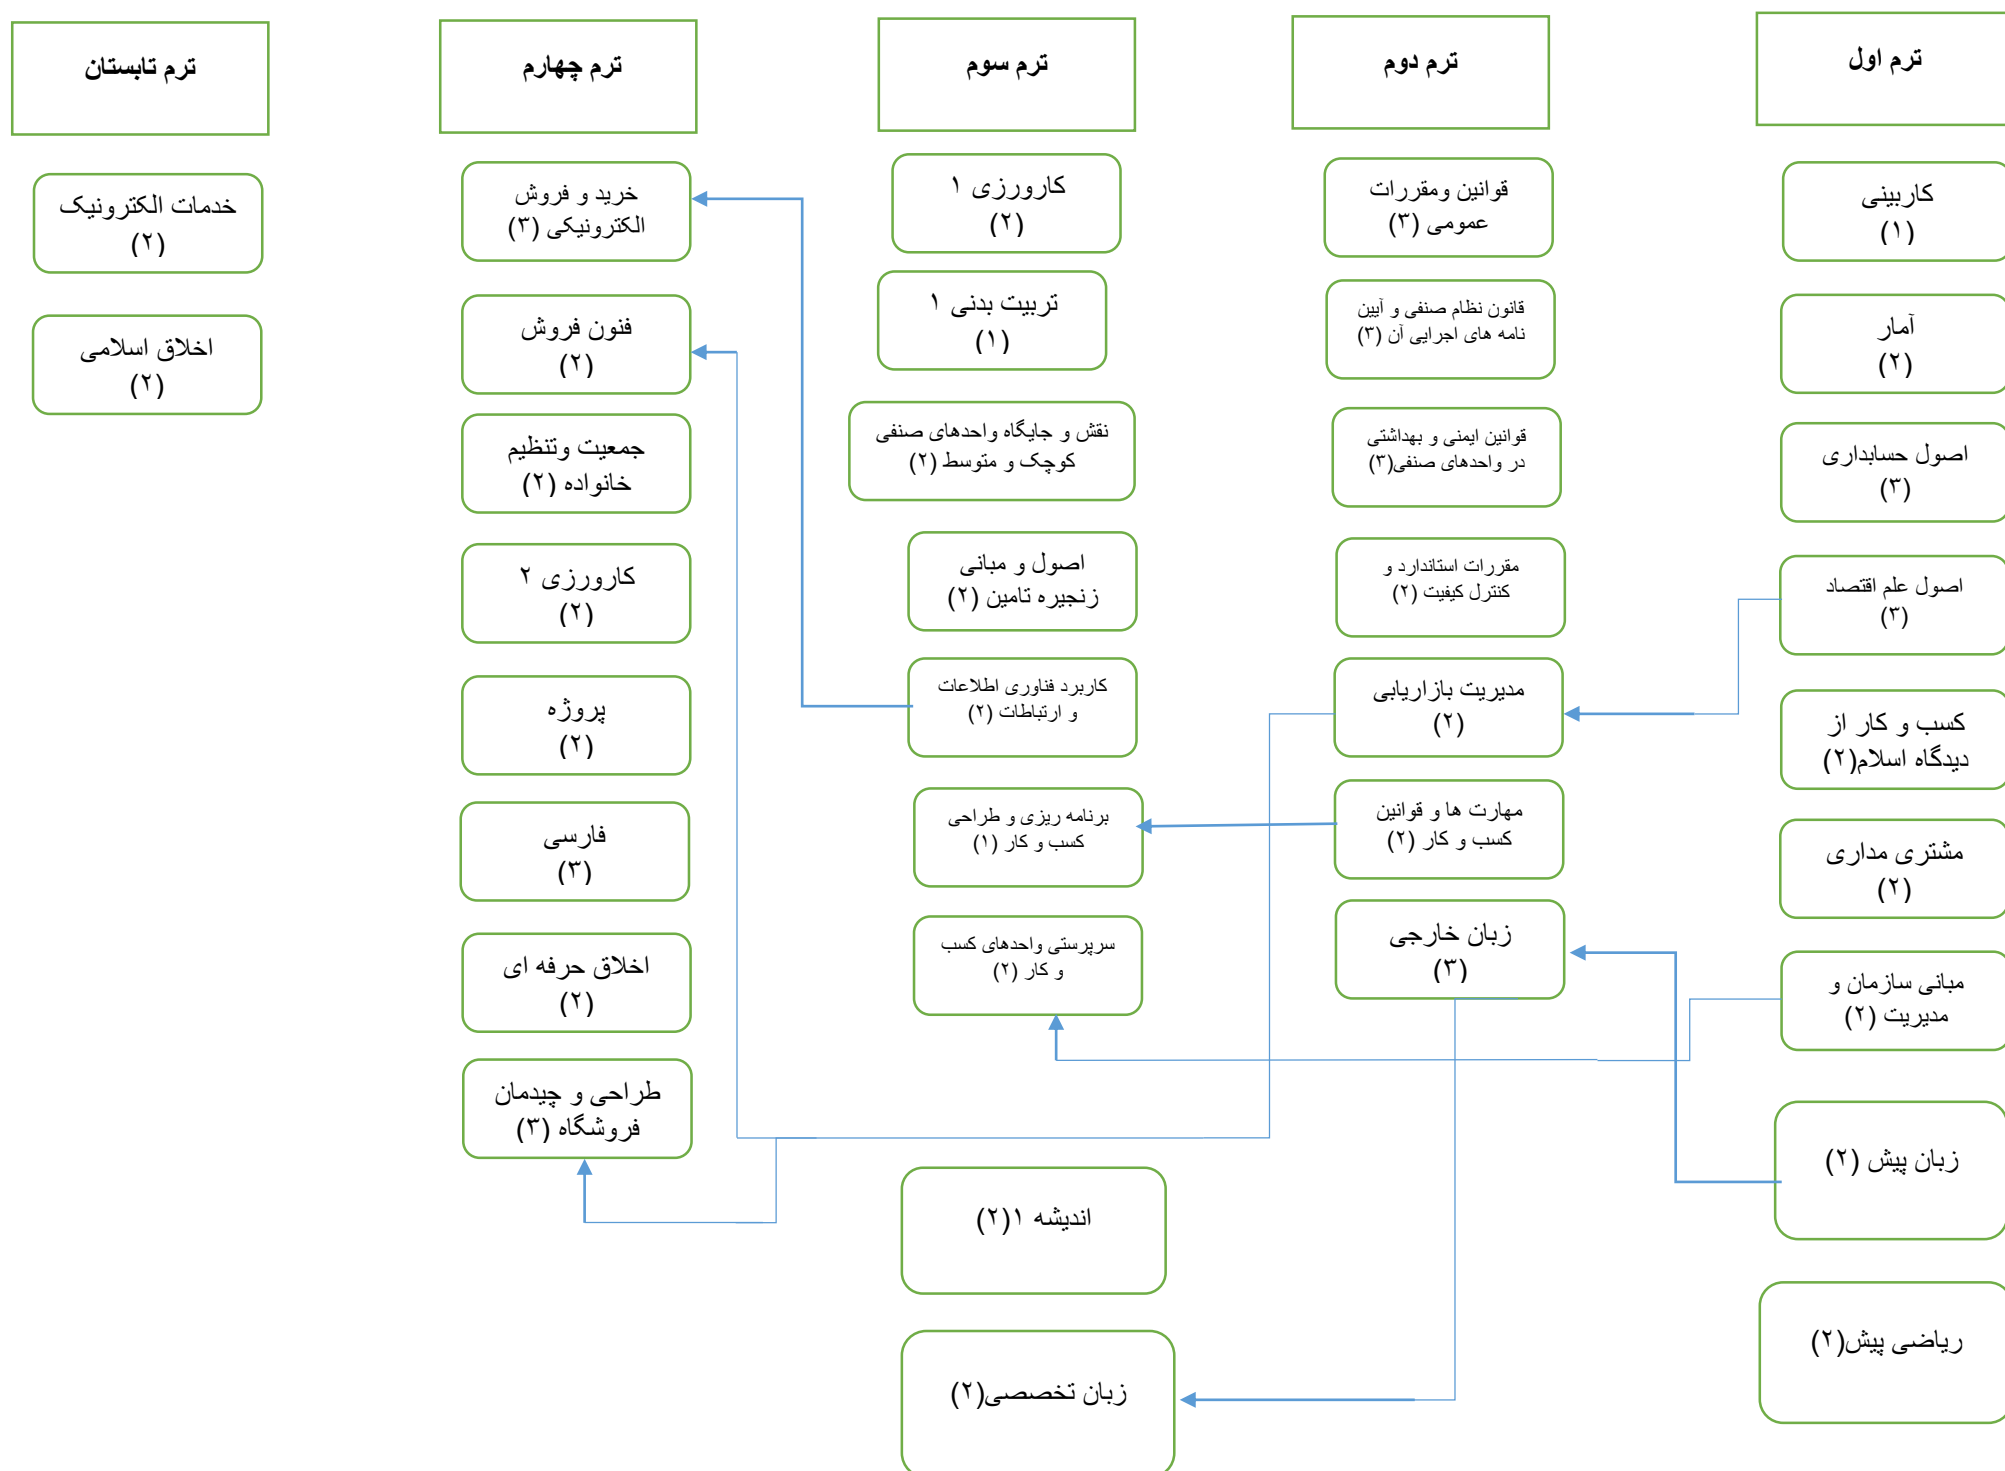 ترم اول
ترم دوم
ترم سوم
ترم چهارم
ترم تابستان
کاربینی
(۱)
آمار
(۲)
اصول حسابداری
(۳)
اصول علم اقتصاد
(۳)
کسب و کار از
دیدگاه اسلام(۲)
مشتری مداری
(۲)
مبانی سازمان و
مدیریت (۲)
زبان پیش (۲)
ریاضی پیش(۲)
قوانین ومقررات
عمومی (۳)
قانون نظام صنفی و آیین
نامه های اجرایی آن (۳)
قوانین ایمنی و بهداشتی
در واحدهای صنفی(۳)
مقررات استاندارد و
کنترل کیفیت (۲)
مدیریت بازاریابی
(۲)
مهارت ها و قوانین
کسب و کار (۲)
زبان خارجی
(۳)
کارورزی ۱
(۲)
تربیت بدنی ۱
(۱)
نقش و جایگاه واحدهای صنفی
کوچک و متوسط (۲)
اصول و مبانی
زنجیره تامین (۲)
کاربرد فناوری اطلاعات
و ارتباطات (۲)
برنامه ریزی و طراحی
کسب و کار (۱)
سرپرستی واحدهای کسب
و کار (۲)
اندیشه ۱(۲)
زبان تخصصی(۲)
خرید و فروش
الکترونیکی (۳)
فنون فروش
(۲)
جمعیت وتنظیم
خانواده (۲)
کارورزی ۲
(۲)
پروژه
(۲)
فارسی
(۳)
اخلاق حرفه ای
(۲)
طراحی و چیدمان
فروشگاه (۳)
خدمات الکترونیک
(۲)
اخلاق اسلامی
(۲)